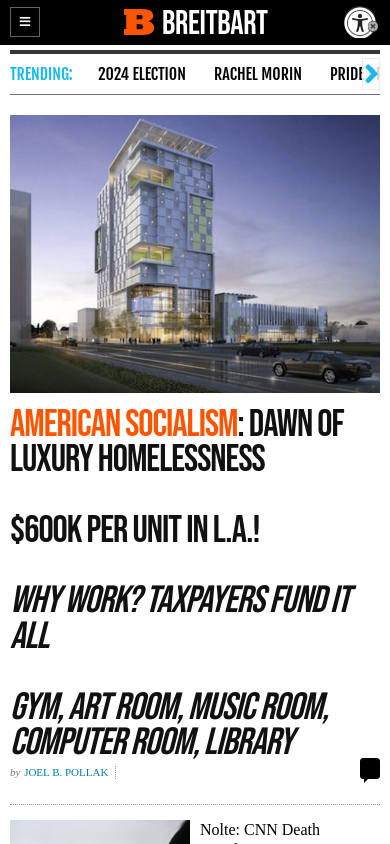 BREITBART
TRENDING: 2024 ELECTION RACHEL MORIN PRIDE
AMERICAN SOCIALISM: DAWN OF
LUXURY HOMELESSNESS
$600K PER UNIT IN L.A.!
WHY WORK? TAXPAYERS FUND IT
ALL
GYM, ART ROOM, MUSIC ROOM,
COMPUTER ROOM, LIBRARY
by JOEL B. POLLAK
Nolte: CNN Death